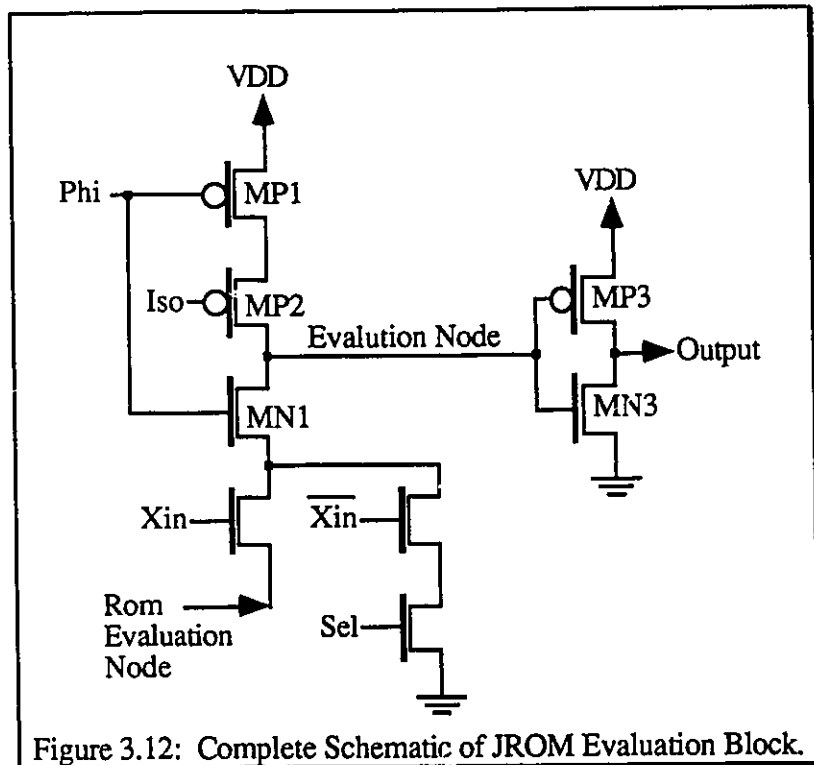 VDD
Phi
MP1
VDD
Iso
MP2
MP3
Evalution Node
Output
MN1
MN3
Xin
Xin
Rom
Evaluation
Node
Sel
Figure 3.12: Complete Schematic of JROM Evaluation Block.